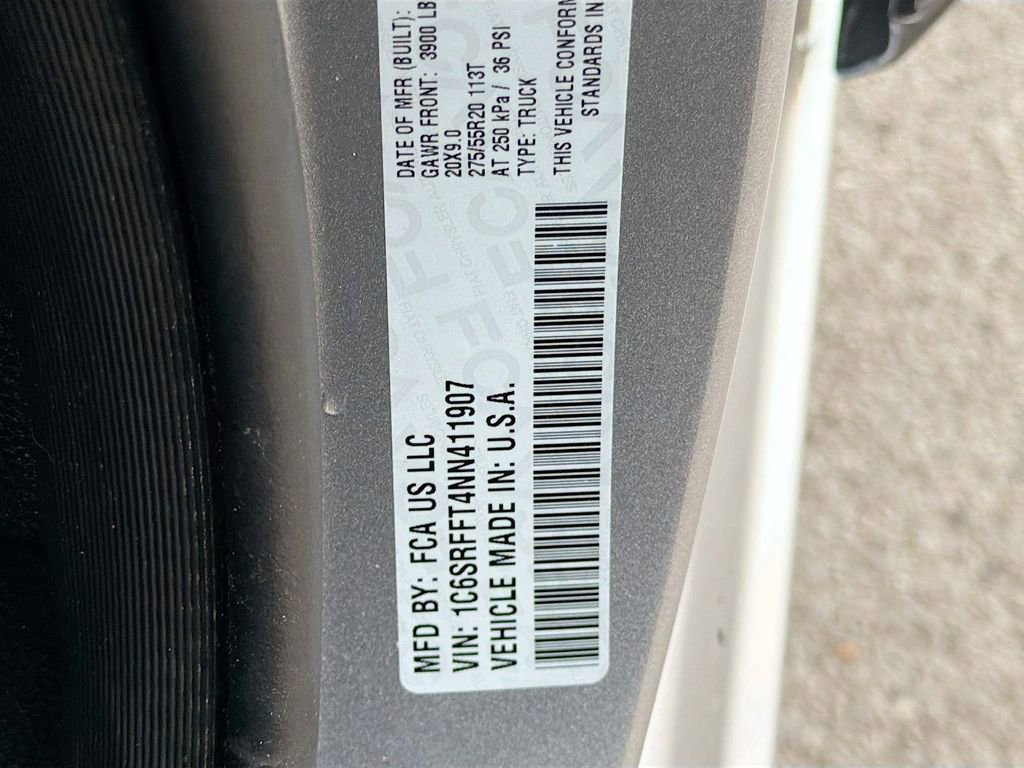 MFD BY: FCA US LLC
VIN: 1C6SRFFT4NN411907
VEHICLE MADE IN: U.S.A.
DATE OF MFR (BUILT):
GAWR FRONT: 3900 LB
20X9.0
275/55R20 113T
AT 250 kPa / 36 PSI
TYPE: TRUCK
THIS VEHICLE CONFORM
STANDARDS IN